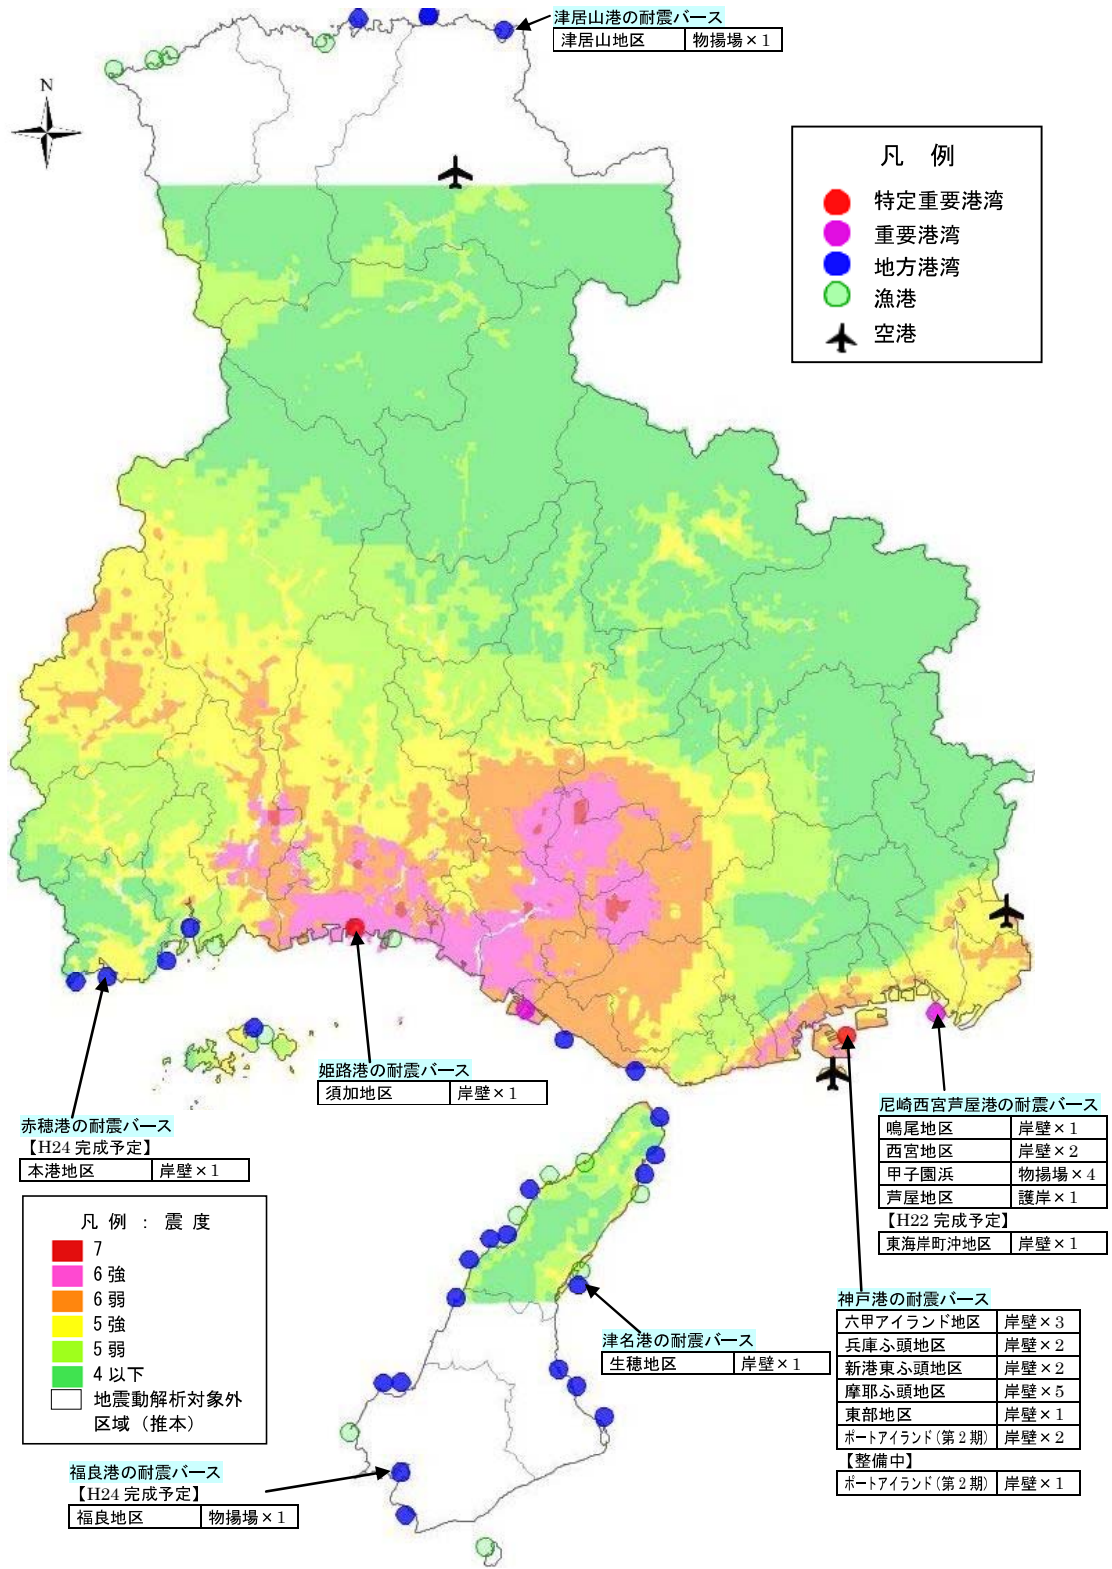 津居山港の耐震バース
津居山地区 物揚場×1
N
凡 例
特定重要港湾
重要港湾
地方港湾
漁港
空港
姫路港の耐震バース
須加地区 岸壁×1
赤穂港の耐震バース
【H24 完成予定】
本港地区 岸壁×1
尼崎西宮芦屋港の耐震バース
鳴尾地区 岸壁×1
西宮地区 岸壁×2
甲子園浜 物揚場×4
芦屋地区 護岸×1
【H22 完成予定】
東海岸町沖地区 岸壁×1
凡 例 : 震 度
7
6 強
6 弱
5 強
5 弱
4 以下
地震動解析対象外
区域（推本）
神戸港の耐震バース
六甲アイランド地区 岸壁×3
兵庫ふ頭地区 岸壁×2
新港東ふ頭地区 岸壁×2
摩耶ふ頭地区 岸壁×5
東部地区 岸壁×1
ポートアイランド（第2期） 岸壁×2
【整備中】
ポートアイランド（第2期） 岸壁×1
津名港の耐震バース
生穂地区 岸壁×1
福良港の耐震バース
【H24 完成予定】
福良地区 物揚場×1